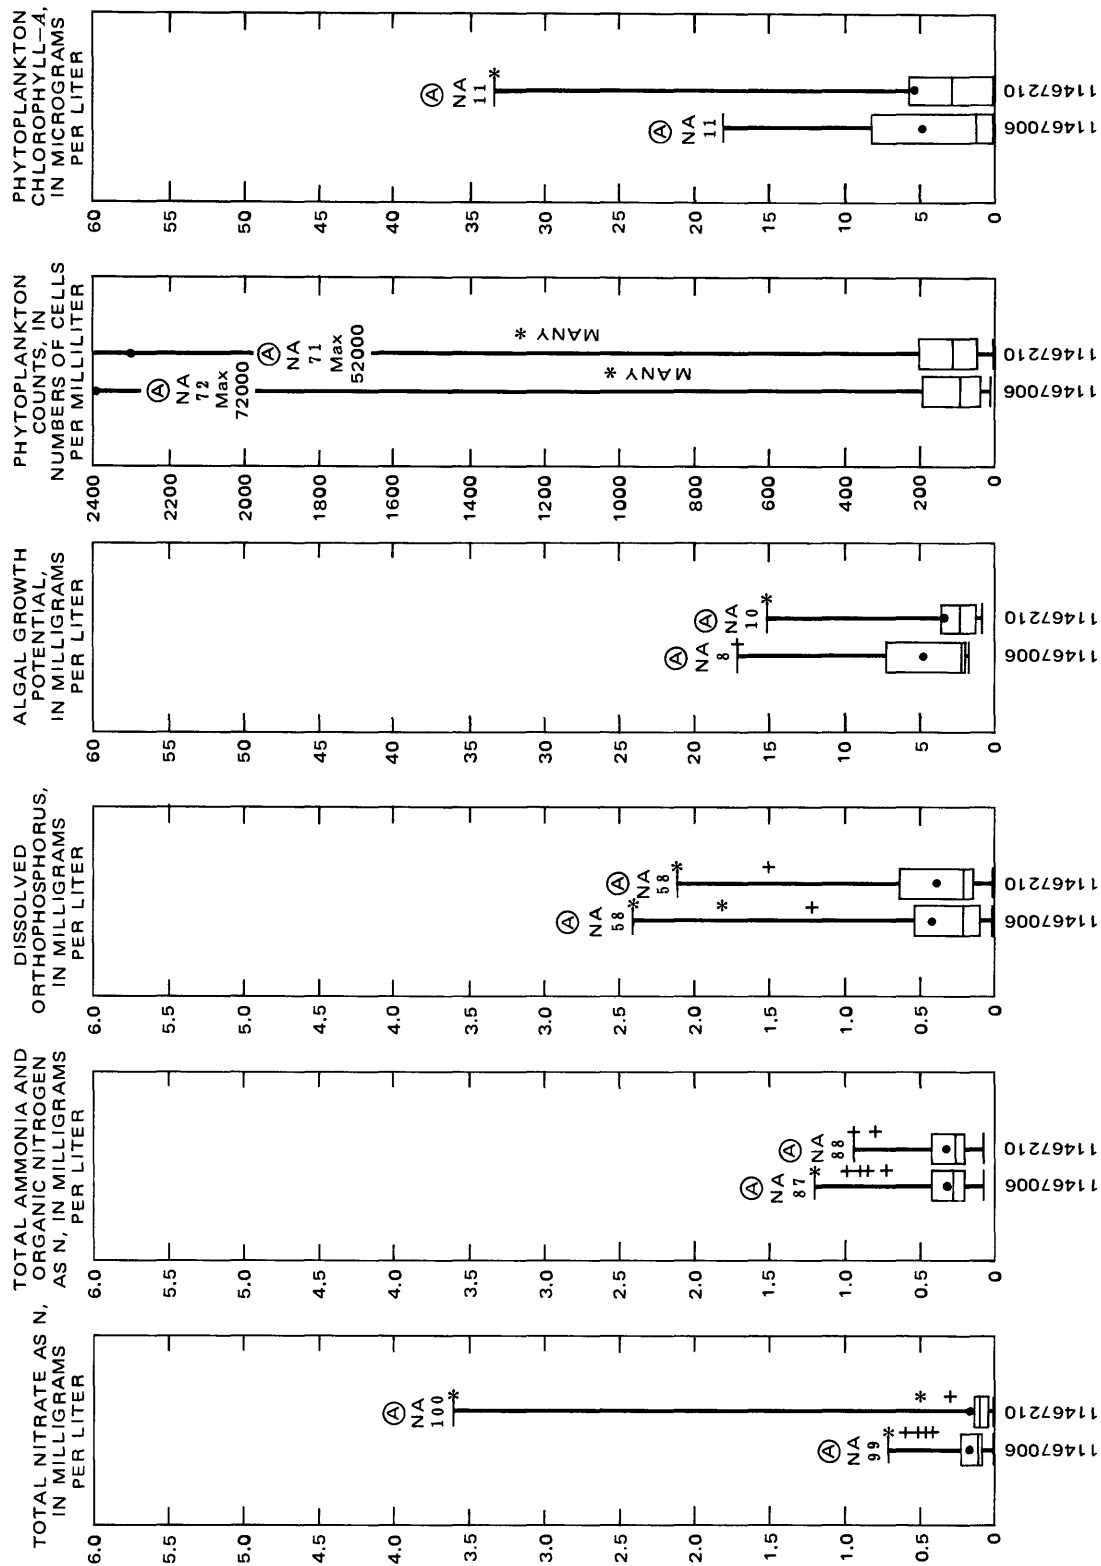 TOTAL NITRATE AS N,
IN MILLIGRAMS
PER LITER
6.0
5.5
5.0
4.5
4.0
3.5
3.0
2.5
2.0
1.5
1.0
0.5
0
A
NA
99
*
++++
A
NA
100
*
*
+
11467006
11467210
TOTAL AMMONIA AND
ORGANIC NITROGEN
AS N, IN MILLIGRAMS
PER LITER
6.0
5.5
5.0
4.5
4.0
3.5
3.0
2.5
2.0
1.5
1.0
0.5
0
A
NA
87
*
++++
A
NA
88
+
+
11467006
11467210
DISSOLVED
ORTHOPHOSPHORUS,
IN MILLIGRAMS
PER LITER
6.0
5.5
5.0
4.5
4.0
3.5
3.0
2.5
2.0
1.5
1.0
0.5
0
A
NA
58
*
*
+
A
NA
58
*
+
11467006
11467210
ALGAL GROWTH
POTENTIAL,
IN MILLIGRAMS
PER LITER
60
55
50
45
40
35
30
25
20
15
10
5
0
A
NA
8
+
A
NA
10
*
11467006
11467210
PHYTOPLANKTON
COUNTS, IN
NUMBERS OF CELLS
PER MILLILITER
2400
2200
2000
1800
1600
1400
1200
1000
800
600
400
200
0
A
NA
72
Max
72000
MANY *
A
NA
71
Max
52000
MANY *
11467006
11467210
PHYTOPLANKTON
CHLOROPHYLL—A,
IN MICROGRAMS
PER LITER
60
55
50
45
40
35
30
25
20
15
10
5
0
A
NA
11
A
NA
11
*
11467006
11467210